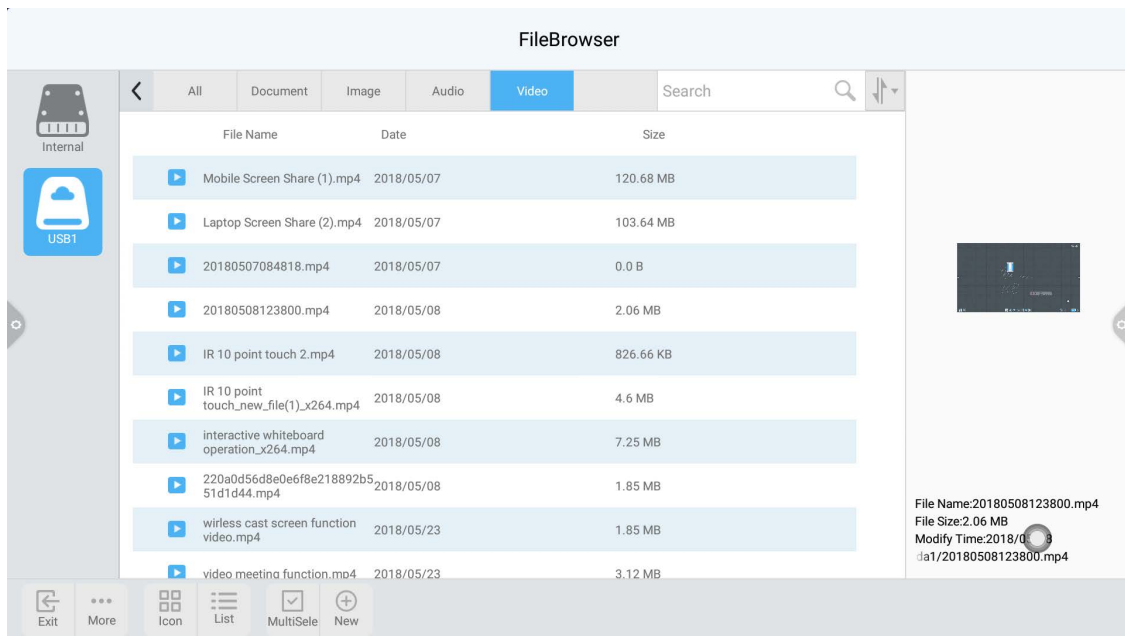 FileBrowser
All Document Image Audio Video Search
Internal
USB1
File Name Date Size
Mobile Screen Share (1).mp4 2018/05/07 120.68 MB
Laptop Screen Share (2).mp4 2018/05/07 103.64 MB
20180507084818.mp4 2018/05/07 0.0 B
20180508123800.mp4 2018/05/08 2.06 MB
IR 10 point touch 2.mp4 2018/05/08 826.66 KB
IR 10 point
touch_new_file(1)_x264.mp4 2018/05/08 4.6 MB
interactive whiteboard
operation_x264.mp4 2018/05/08 7.25 MB
220a0d56d8e0e6f8e218892b5
51d1d44.mp4 2018/05/08 1.85 MB
wirless cast screen function
video.mp4 2018/05/23 1.85 MB
video meeting function.mp4 2018/05/23 3.12 MB
File Name:20180508123800.mp4
File Size:2.06 MB
Modify Time:2018/0
da1/20180508123800.mp4
Exit More Icon List MultiSele New